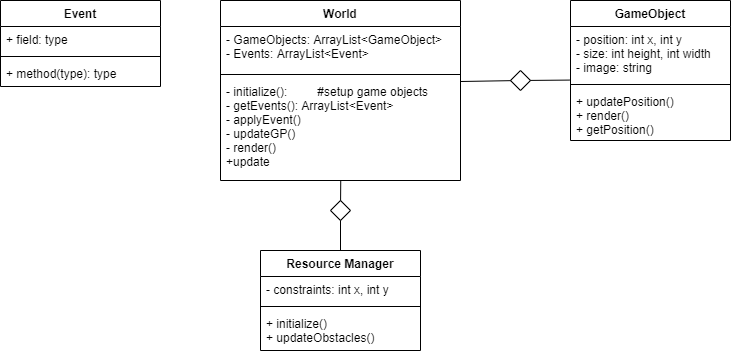 Event
+ field: type
+ method(type): type
World
- GameObjects: ArrayList<GameObject>
- Events: ArrayList<Event>
- initialize(): #setup game objects
- getEvents(): ArrayList<Event>
- applyEvent()
- updateGP()
- render()
+update
GameObject
- position: int x, int y
- size: int height, int width
- image: string
+ updatePosition()
+ render()
+ getPosition()
Resource Manager
- constraints: int x, int y
+ initialize()
+ updateObstacles()